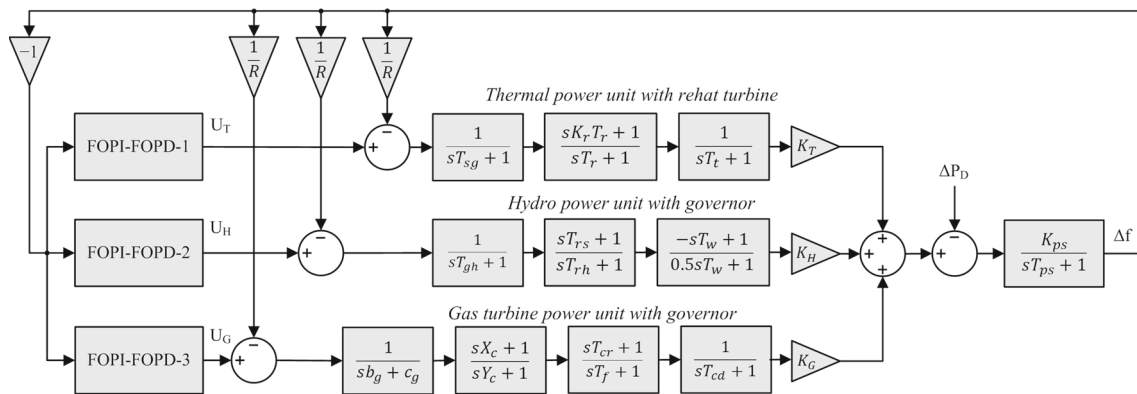 −1
1/R
1/R
1/R
Thermal power unit with rehat turbine
FOPI-FOPD-1
U_T
−
+
1/(sT_sg + 1)
(sK_rT_r + 1)/(sT_r + 1)
1/(sT_t + 1)
K_T
Hydro power unit with governor
FOPI-FOPD-2
U_H
−
+
1/(sT_gh + 1)
(sT_rs + 1)/(sT_rh + 1)
(−sT_w + 1)/(0.5sT_w + 1)
K_H
+
+
+
ΔP_D
−
+
K_ps/(sT_ps + 1)
Δf
Gas turbine power unit with governor
FOPI-FOPD-3
U_G
−
+
1/(sb_g + c_g)
(sX_c + 1)/(sY_c + 1)
(sT_cr + 1)/(sT_f + 1)
1/(sT_cd + 1)
K_G